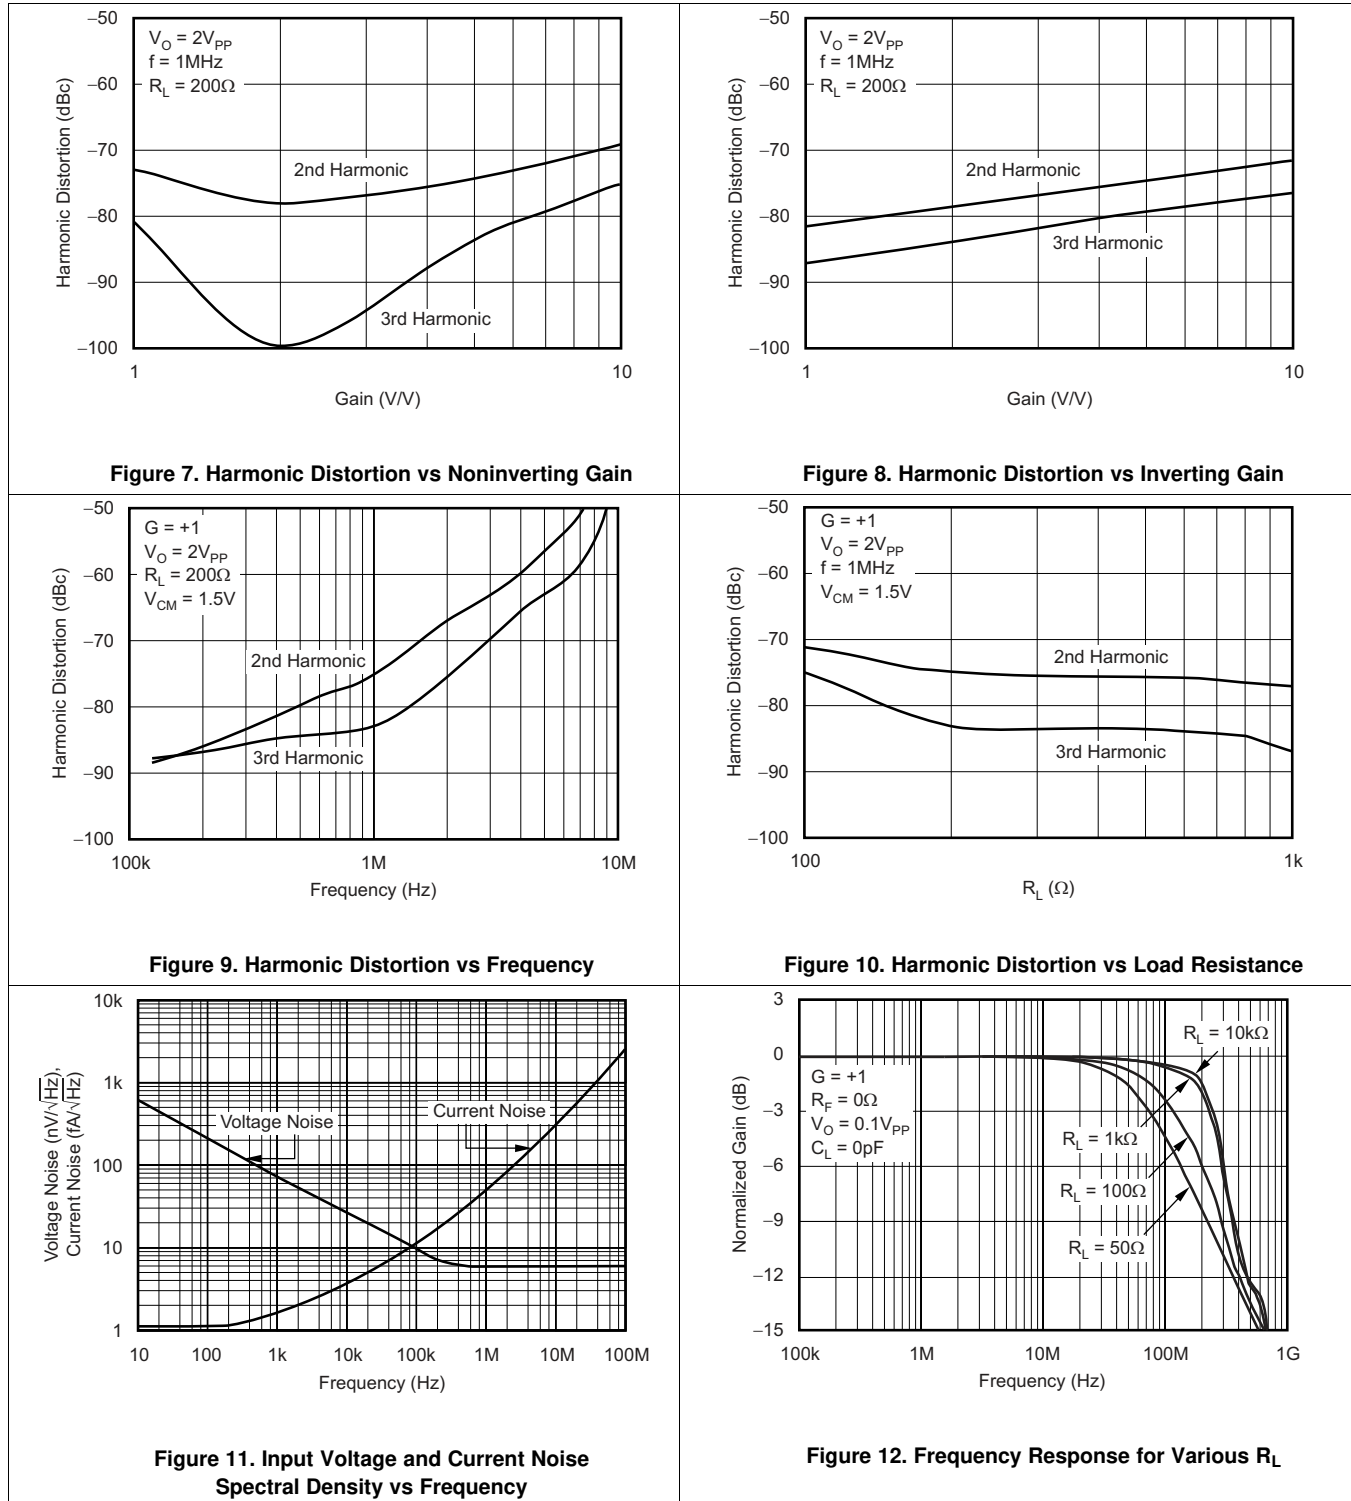 −50
−60
−70
−80
−90
−100
Harmonic Distortion (dBc)
V_O = 2V_PP
f = 1MHz
R_L = 200Ω
2nd Harmonic
3rd Harmonic
1
10
Gain (V/V)
Figure 7. Harmonic Distortion vs Noninverting Gain
−50
−60
−70
−80
−90
−100
Harmonic Distortion (dBc)
V_O = 2V_PP
f = 1MHz
R_L = 200Ω
2nd Harmonic
3rd Harmonic
1
10
Gain (V/V)
Figure 8. Harmonic Distortion vs Inverting Gain
−50
−60
−70
−80
−90
−100
Harmonic Distortion (dBc)
G = +1
V_O = 2V_PP
R_L = 200Ω
V_CM = 1.5V
2nd Harmonic
3rd Harmonic
100k
1M
10M
Frequency (Hz)
Figure 9. Harmonic Distortion vs Frequency
−50
−60
−70
−80
−90
−100
Harmonic Distortion (dBc)
G = +1
V_O = 2V_PP
f = 1MHz
V_CM = 1.5V
2nd Harmonic
3rd Harmonic
100
1k
R_L (Ω)
Figure 10. Harmonic Distortion vs Load Resistance
10k
1k
100
10
1
Voltage Noise (nV/√Hz),
Current Noise (fA/√Hz)
Voltage Noise
Current Noise
10
100
1k
10k
100k
1M
10M
100M
Frequency (Hz)
Figure 11. Input Voltage and Current Noise
Spectral Density vs Frequency
3
0
−3
−6
−9
−12
−15
Normalized Gain (dB)
G = +1
R_F = 0Ω
V_O = 0.1V_PP
C_L = 0pF
R_L = 10kΩ
R_L = 1kΩ
R_L = 100Ω
R_L = 50Ω
100k
1M
10M
100M
1G
Frequency (Hz)
Figure 12. Frequency Response for Various R_L